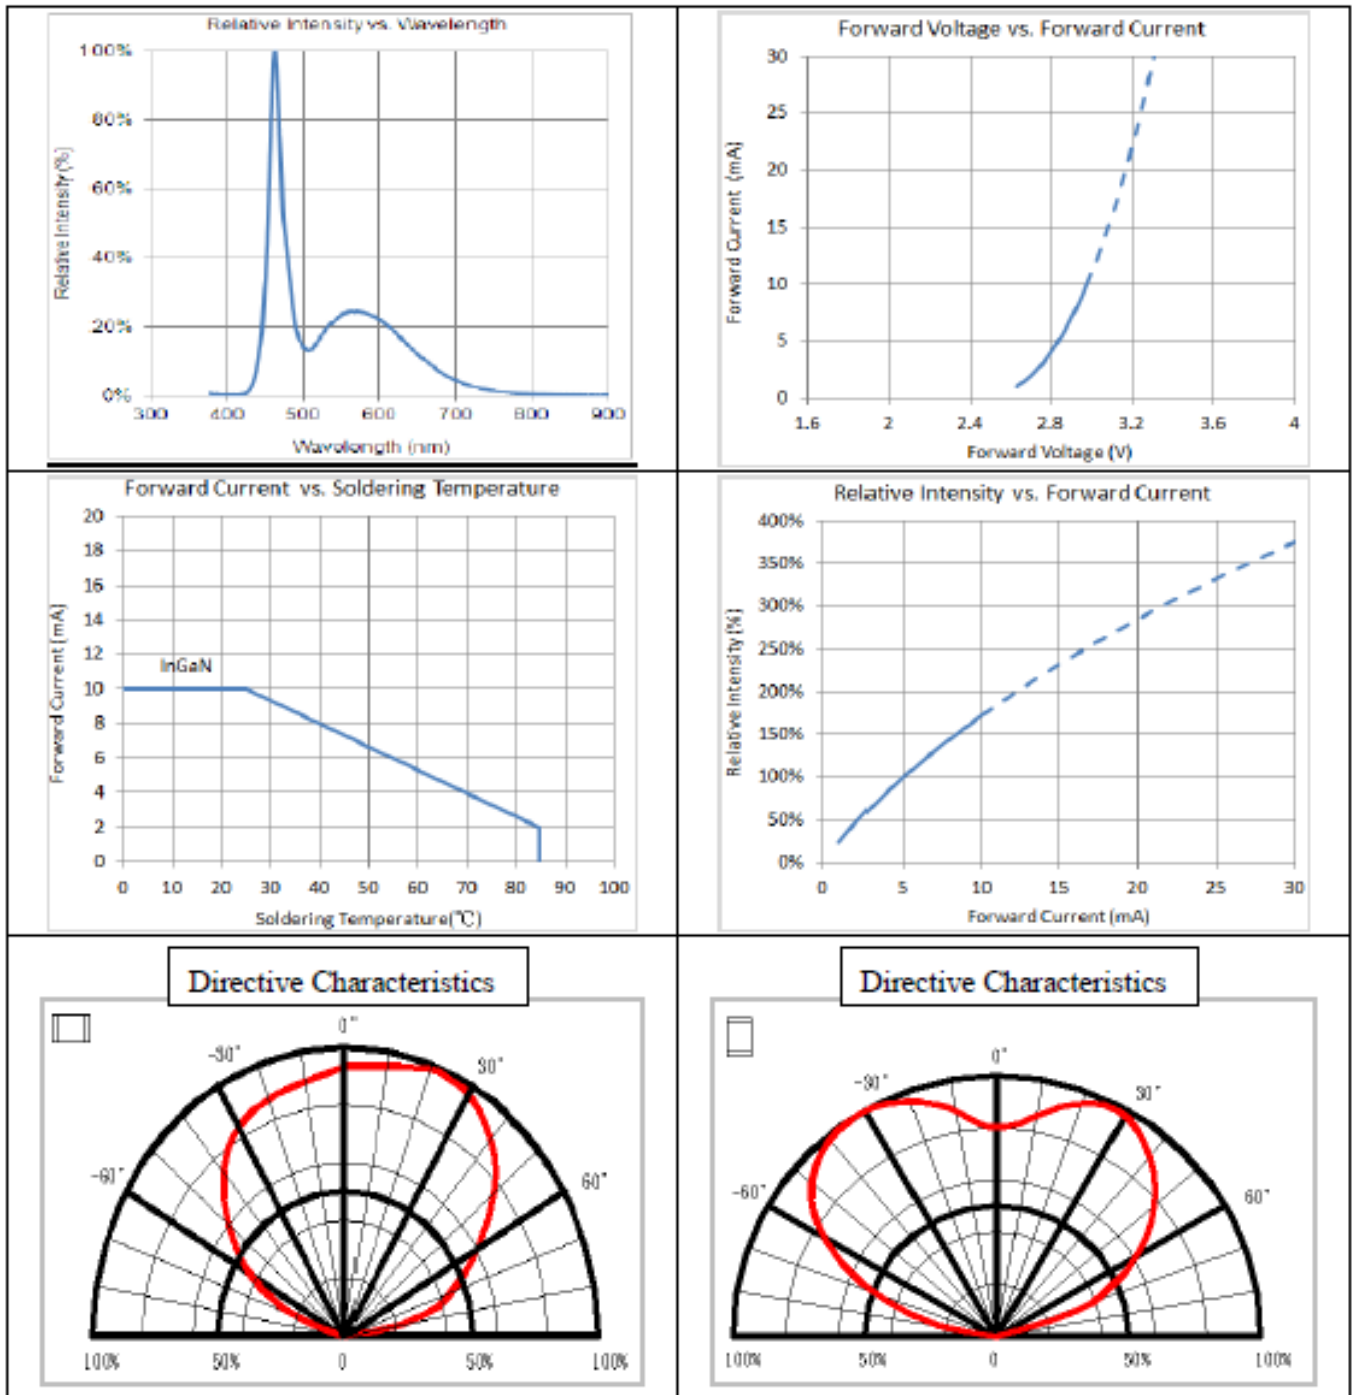 Relative Intensity vs. Wavelength
100%
80%
60%
40%
20%
0%
Relative Intensity (%)
300 400 500 600 700 800 900
Wavelength (nm)
Forward Voltage vs. Forward Current
30
25
20
15
10
5
0
Forward Current (mA)
1.6 2 2.4 2.8 3.2 3.6 4
Forward Voltage (V)
Forward Current vs. Soldering Temperature
20
18
16
14
12
10
8
6
4
2
0
Forward Current (mA)
InGaN
0 10 20 30 40 50 60 70 80 90 100
Soldering Temperature(℃)
Relative Intensity vs. Forward Current
400%
350%
300%
250%
200%
150%
100%
50%
0%
Relative Intensity (%)
0 5 10 15 20 25 30
Forward Current (mA)
Directive Characteristics
0°
-30° 30°
-60° 60°
100% 50% 0 50% 100%
Directive Characteristics
0°
-30° 30°
-60° 60°
100% 50% 0 50% 100%